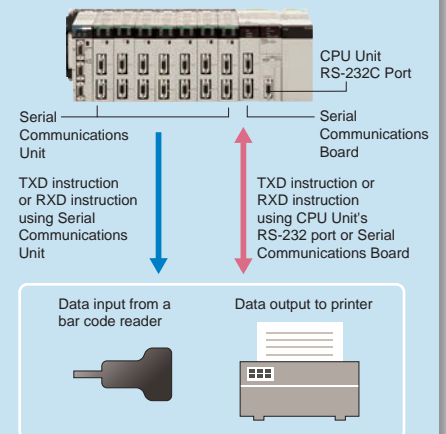 CPU Unit
RS-232C Port
Serial
Communications
Unit
Serial
Communications
Board
TXD instruction
or RXD instruction
using Serial
Communications
Unit
TXD instruction or
RXD instruction
using CPU Unit's
RS-232 port or Serial
Communications Board
Data input from a
bar code reader
Data output to printer